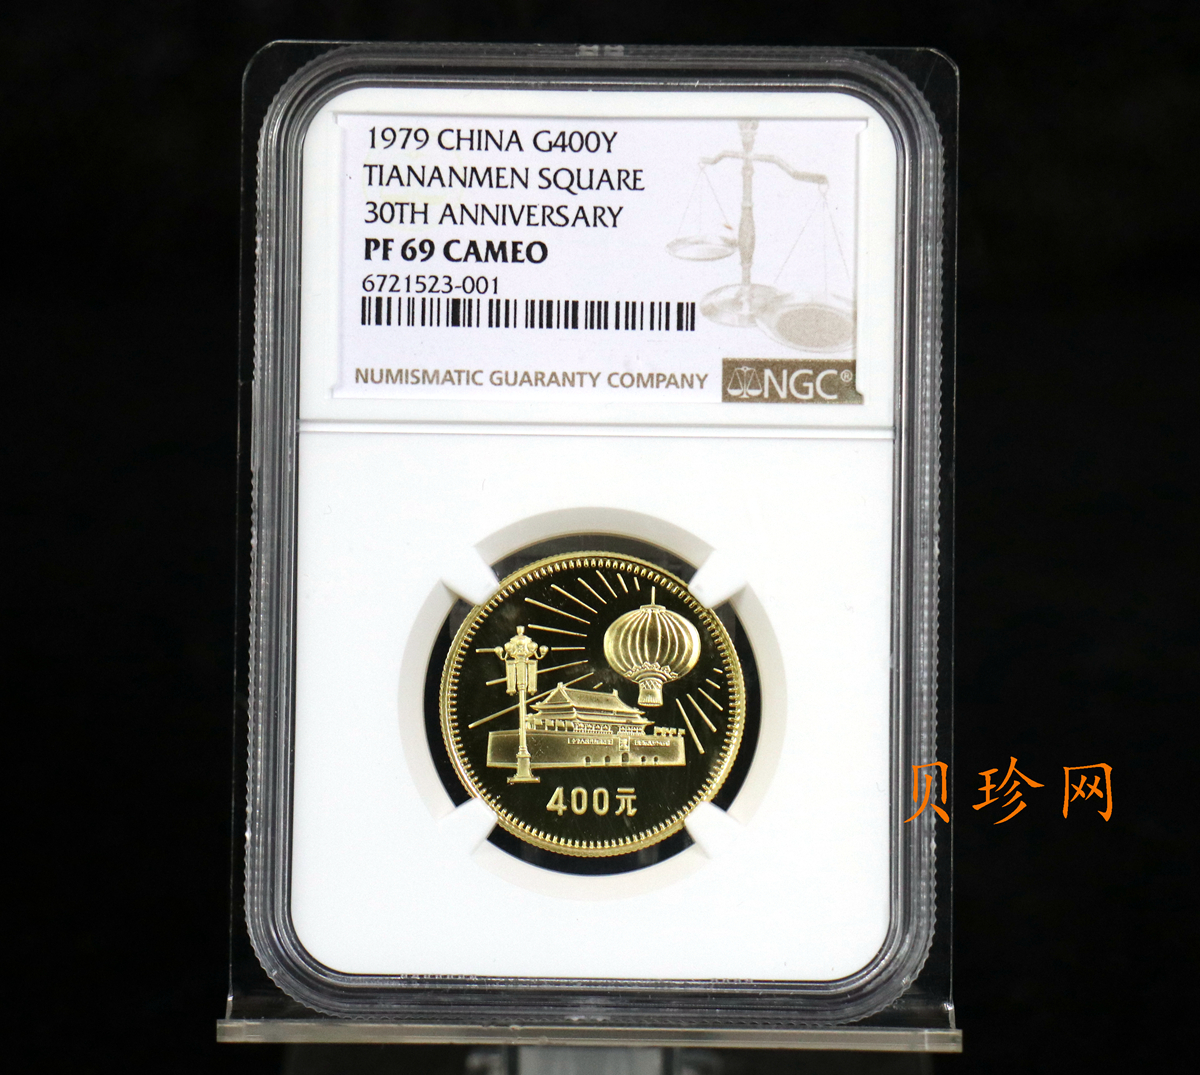 1979 CHINA G400Y
TIANANMEN SQUARE
30TH ANNIVERSARY
PF 69 CAMEO
6721523-001
NUMISMATIC GUARANTY COMPANY
NGC®
400元
贝珍网